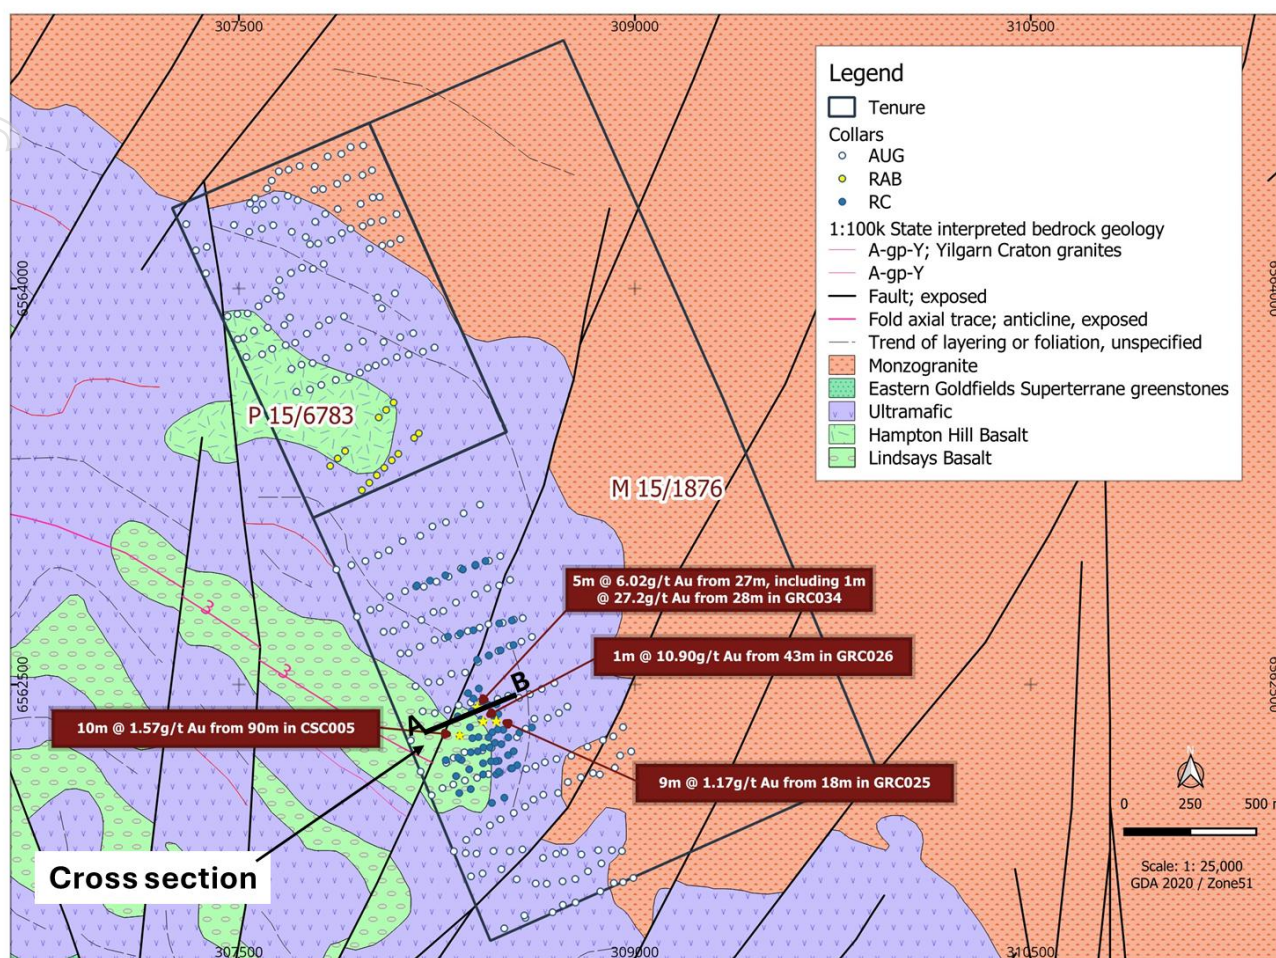 307500
309000
310500
Legend
Tenure
Collars
AUG
RAB
RC
1:100k State interpreted bedrock geology
A-gp-Y; Yilgarn Craton granites
A-gp-Y
Fault; exposed
Fold axial trace; anticline, exposed
Trend of layering or foliation, unspecified
Monzogranite
Eastern Goldfields Superterrane greenstones
Ultramafic
Hampton Hill Basalt
Lindsays Basalt
6564000
6564000
P 15/6783
M 15/1876
5m @ 6.02g/t Au from 27m, including 1m
@ 27.2g/t Au from 28m in GRC034
3
1m @ 10.90g/t Au from 43m in GRC026
3
6562500
6562500
B
A
10m @ 1.57g/t Au from 90m in CSC005
9m @ 1.17g/t Au from 18m in GRC025
N
0 250 500 m
Cross section
Scale: 1: 25,000
GDA 2020 / Zone51
307500
309000
310500